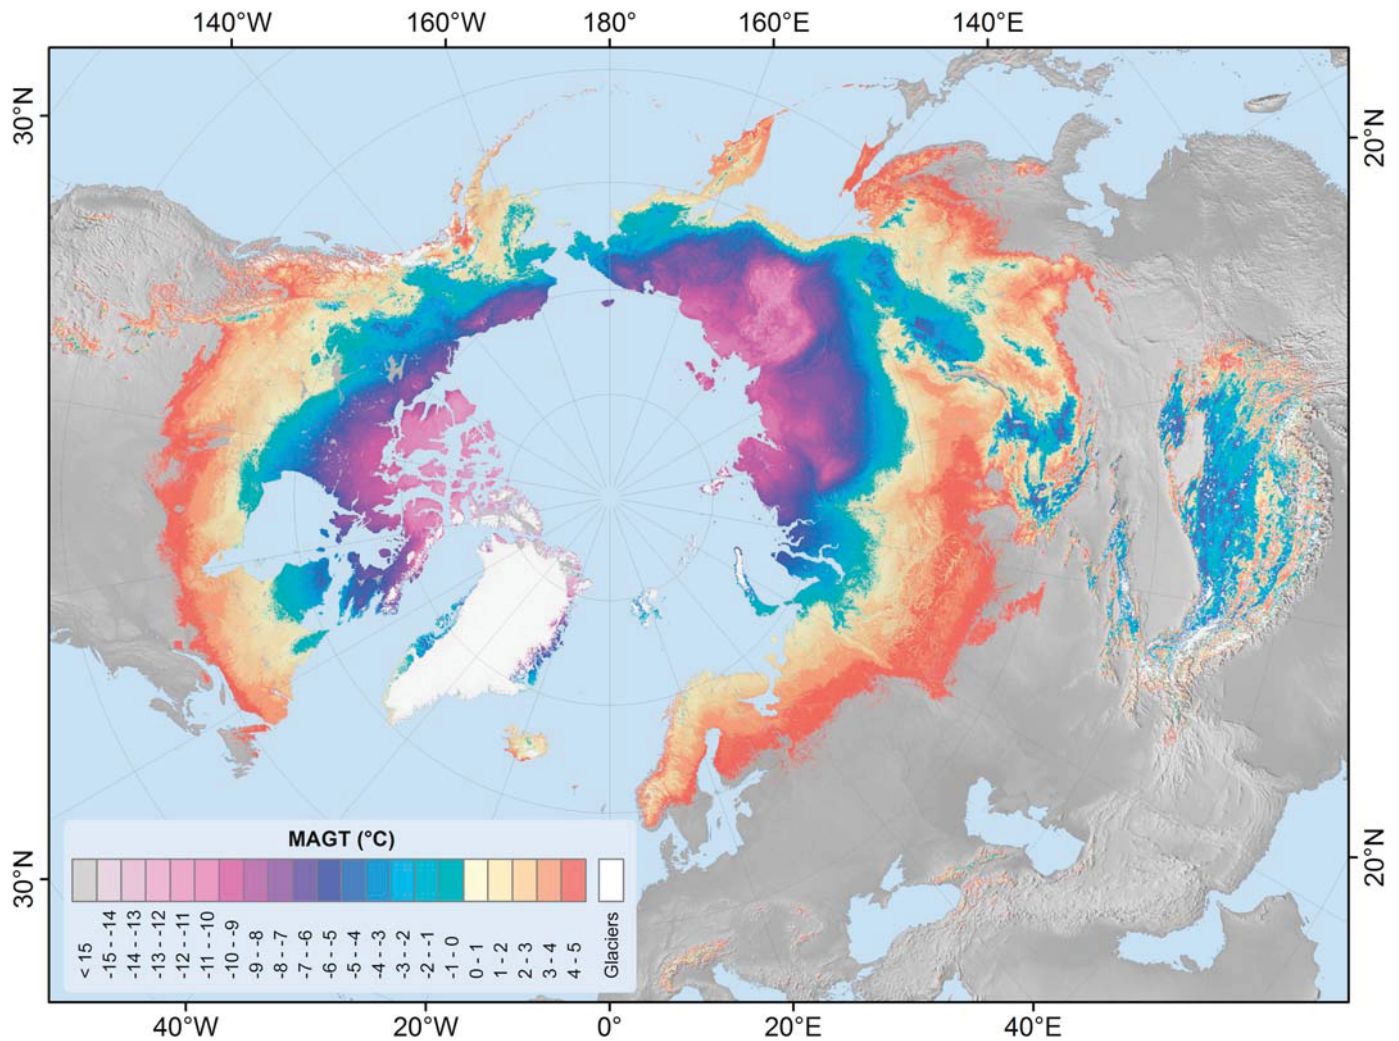 140°W 160°W 180° 160°E 140°E
30°N
20°N
MAGT (°C)
< 15
-15 - -14
-14 - -13
-13 - -12
-12 - -11
-11 - -10
-10 - -9
-9 - -8
-8 - -7
-7 - -6
-6 - -5
-5 - -4
-4 - -3
-3 - -2
-2 - -1
-1 - 0
0 - 1
1 - 2
2 - 3
3 - 4
4 - 5
Glaciers
30°N
20°N
40°W 20°W 0° 20°E 40°E